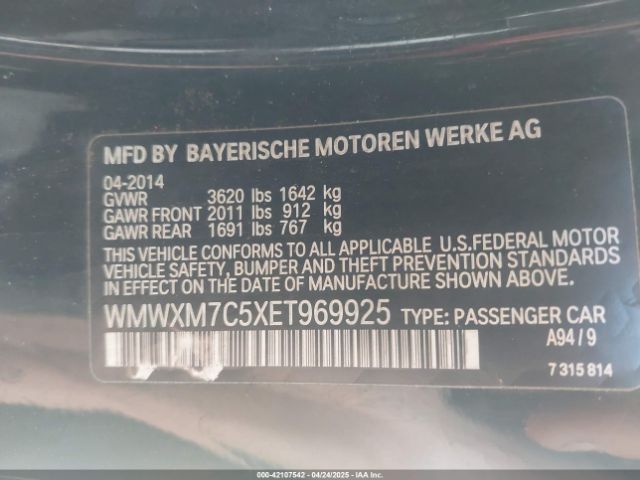 MFD BY BAYERISCHE MOTOREN WERKE AG
04-2014
GVWR 3620 lbs 1642 kg
GAWR FRONT 2011 lbs 912 kg
GAWR REAR 1691 lbs 767 kg
THIS VEHICLE CONFORMS TO ALL APPLICABLE U.S.FEDERAL MOTOR
VEHICLE SAFETY, BUMPER AND THEFT PREVENTION STANDARDS
IN EFFECT ON THE DATE OF MANUFACTURE SHOWN ABOVE.
WMWXM7C5XET969925 TYPE: PASSENGER CAR
A94/9
7 315 814
000-42107542 - 04/24/2025 - IAA Inc.